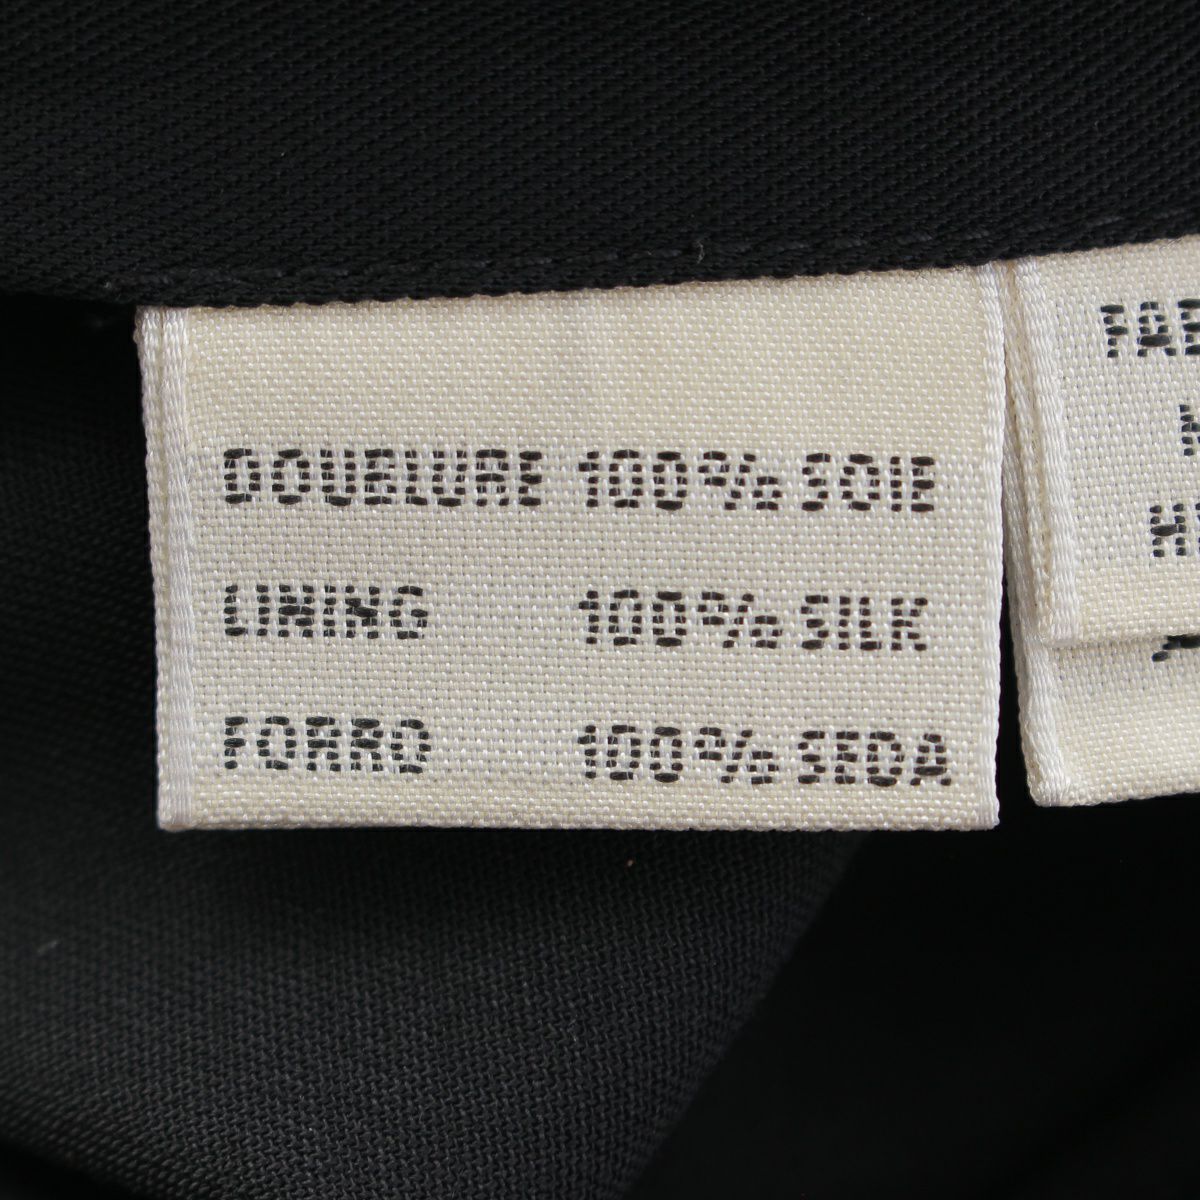 DOUBLURE 100% SOIE
LINING 100% SILK
FORRO 100% SEDA